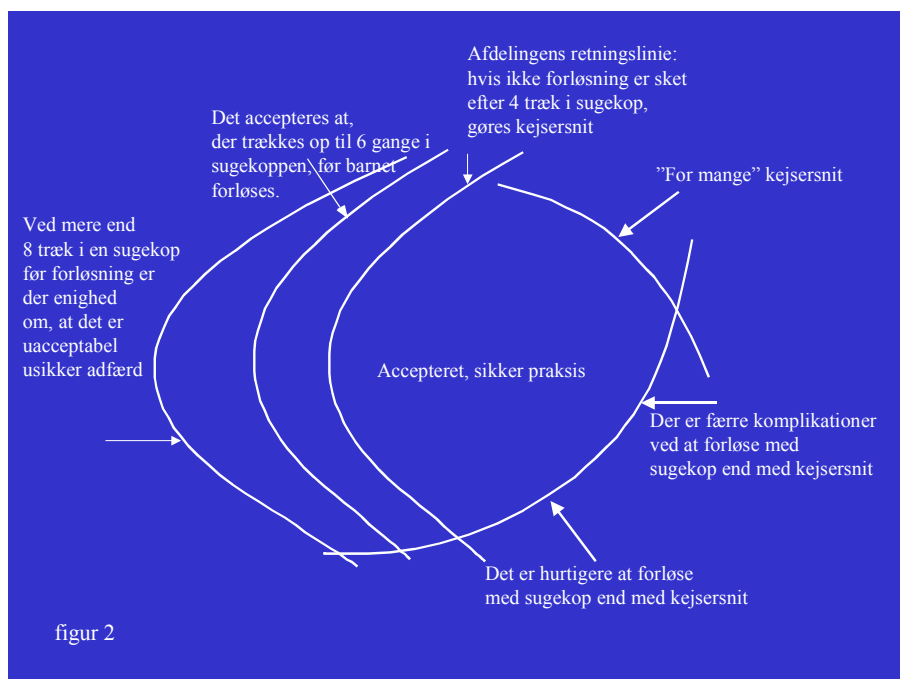 Afdelingens retningslinie:
hvis ikke forløsning er sket
efter 4 træk i sugekop,
gøres kejsersnit
Det accepteres at,
der trækkes op til 6 gange i
sugekoppen, før barnet
forløses.
”For mange” kejsersnit
Ved mere end
8 træk i en sugekop
før forløsning er
der enighed
om, at det er
uacceptabel
usikker adfærd
Accepteret, sikker praksis
Der er færre komplikationer
ved at forløse med
sugekop end med kejsersnit
Det er hurtigere at forløse
med sugekop end med kejsersnit
figur 2